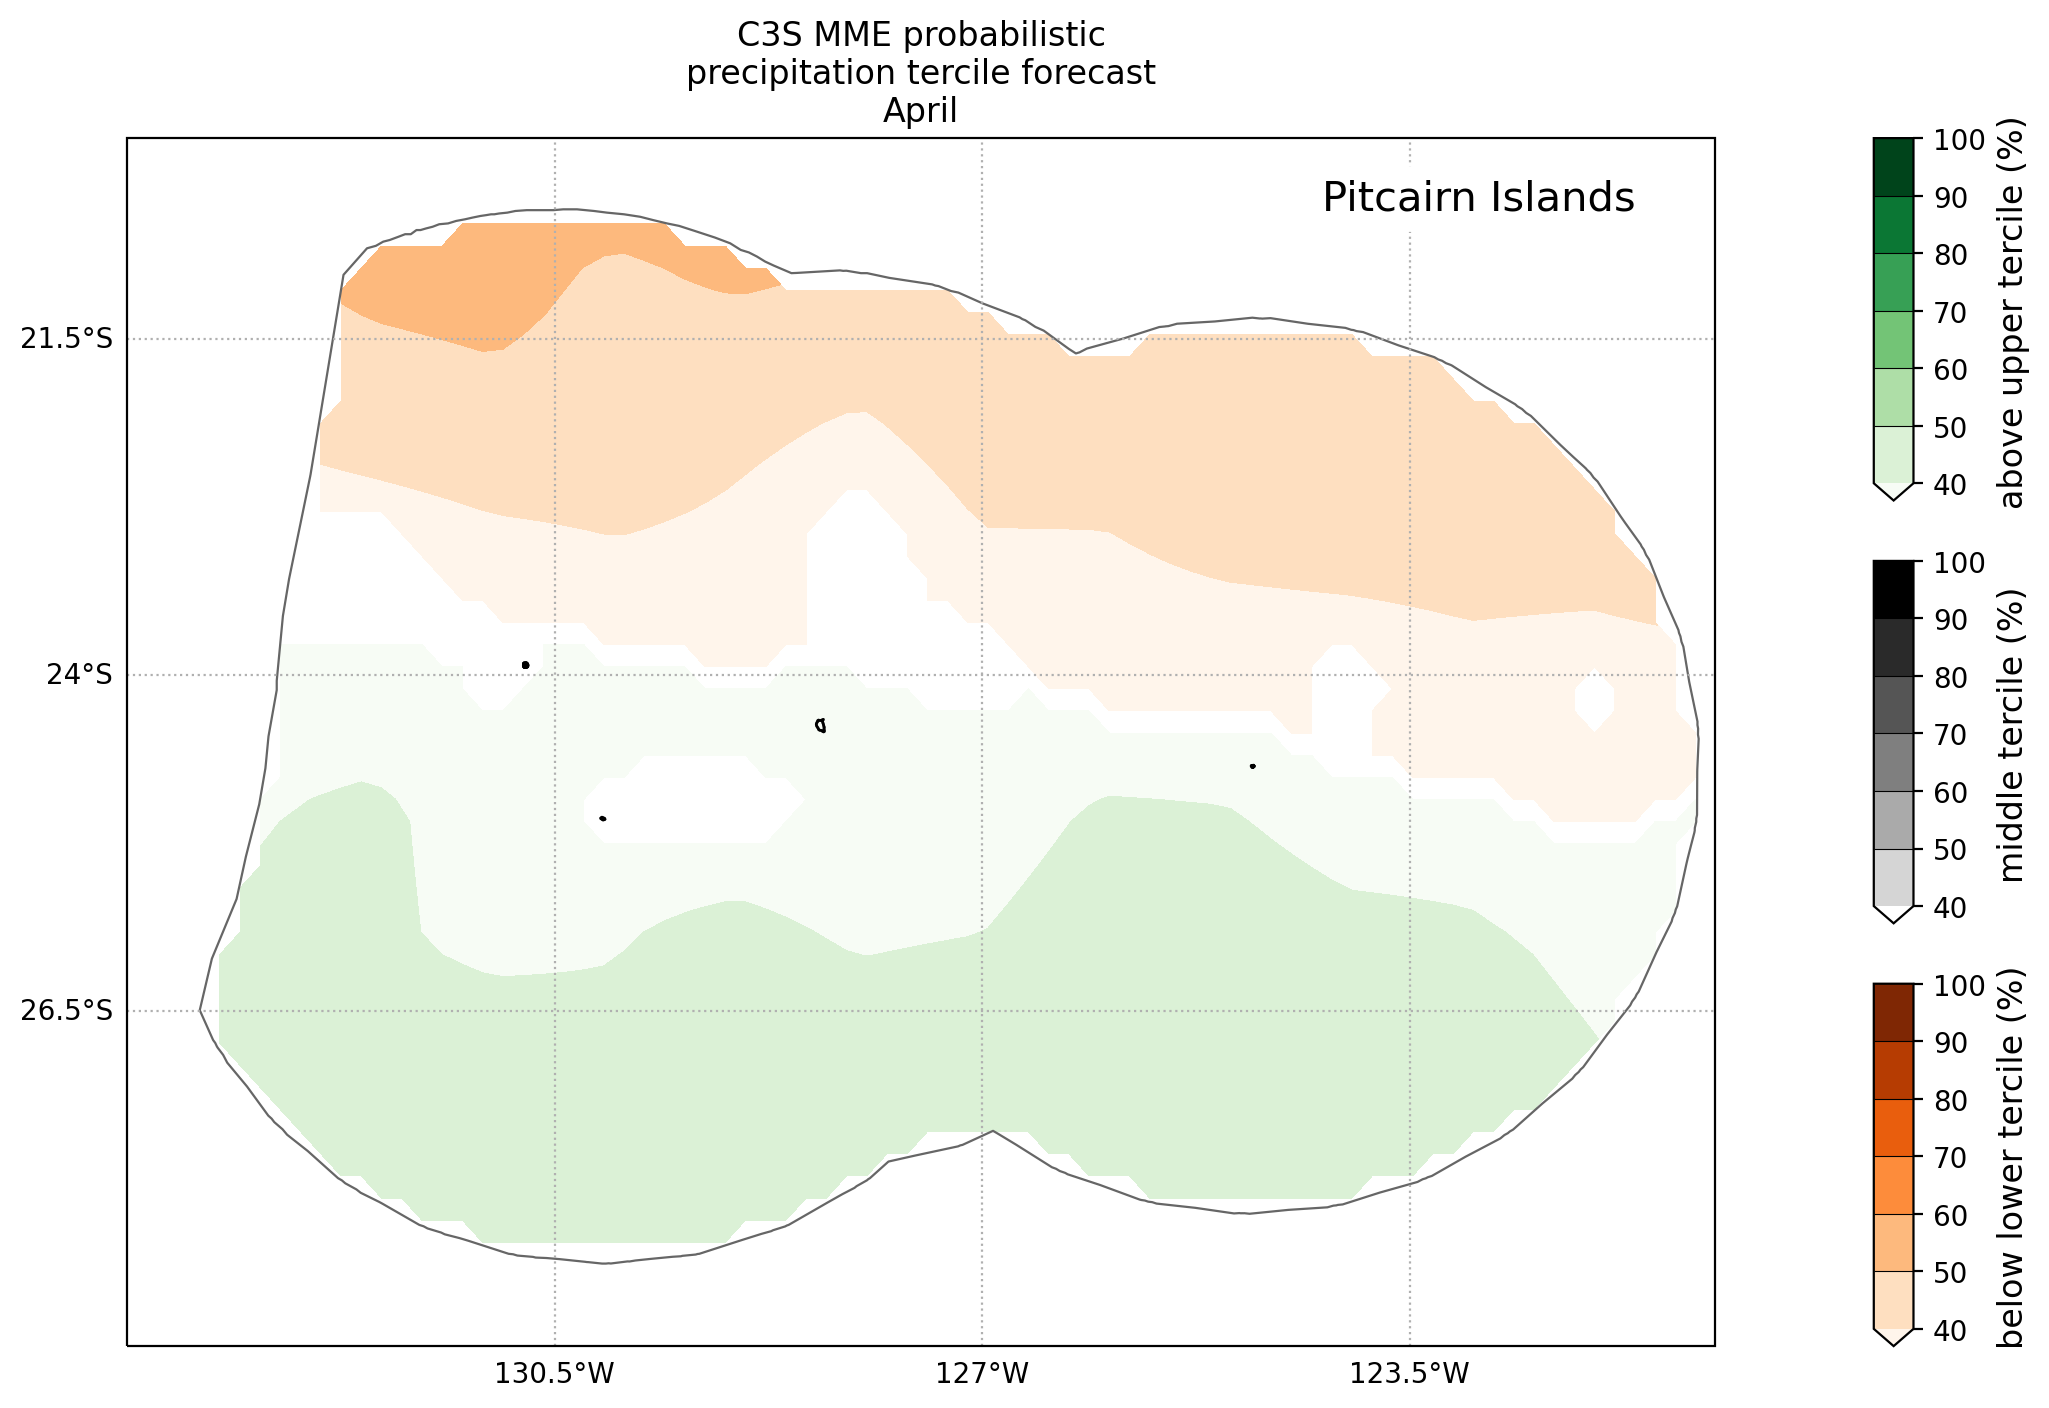 C3S MME probabilistic
precipitation tercile forecast
April
Pitcairn Islands
21.5°S
24°S
26.5°S
130.5°W
127°W
123.5°W
100
90
80
70
60
50
40
above upper tercile (%)
100
90
80
70
60
50
40
middle tercile (%)
100
90
80
70
60
50
40
below lower tercile (%)